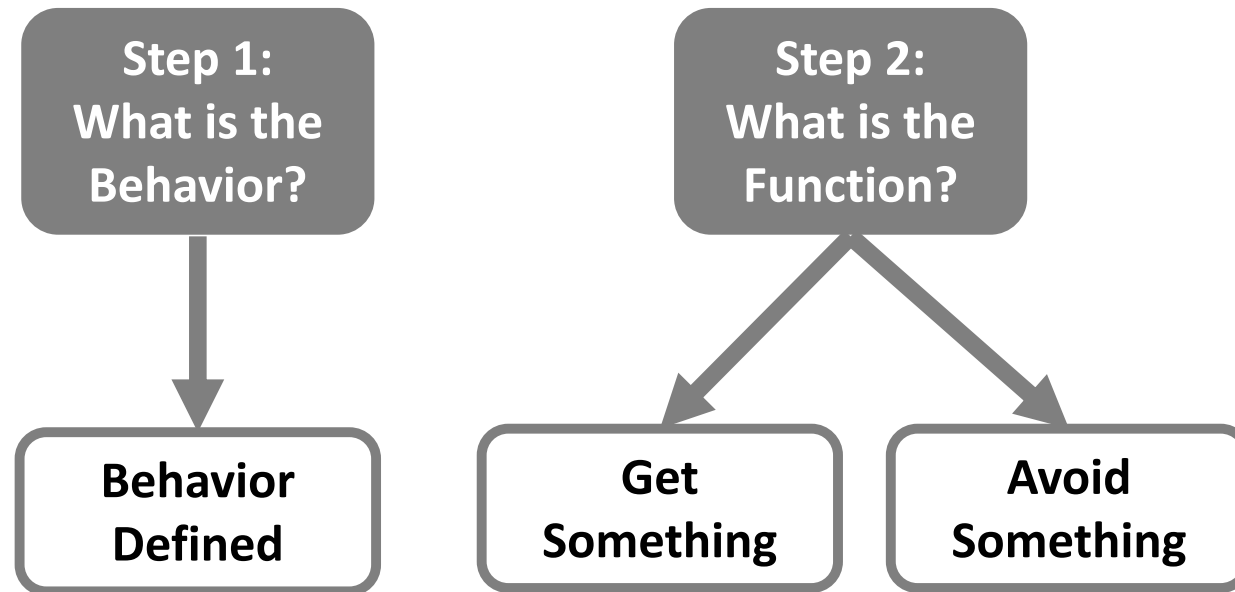 Step 1:
What is the
Behavior?
Behavior
Defined
Step 2:
What is the
Function?
Get
Something
Avoid
Something